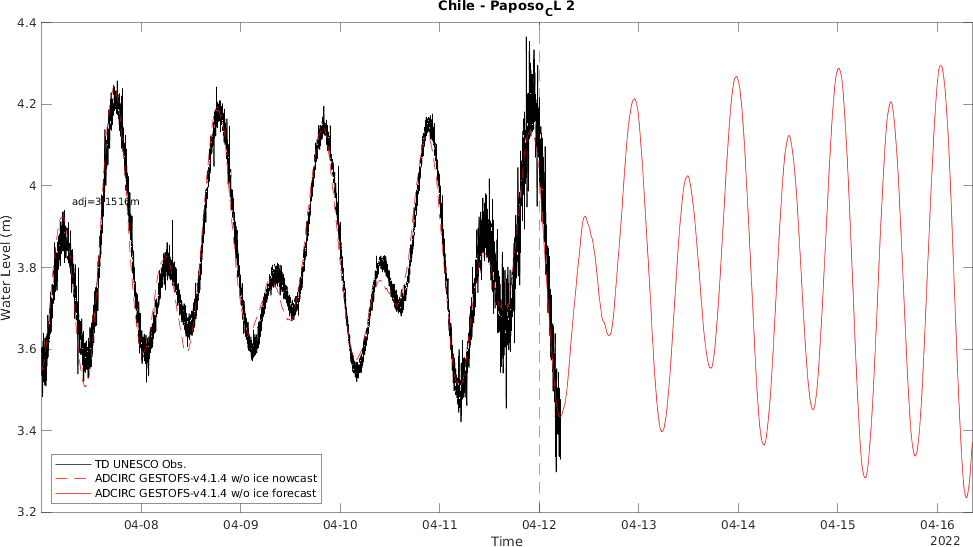 Chile - Paposo_CL 2
4.4
4.2
4
3.8
3.6
3.4
3.2
Water Level (m)
adj=3.1516m
TD UNESCO Obs.
ADCIRC GESTOFS-v4.1.4 w/o ice nowcast
ADCIRC GESTOFS-v4.1.4 w/o ice forecast
04-08 04-09 04-10 04-11 04-12 04-13 04-14 04-15 04-16
Time
2022